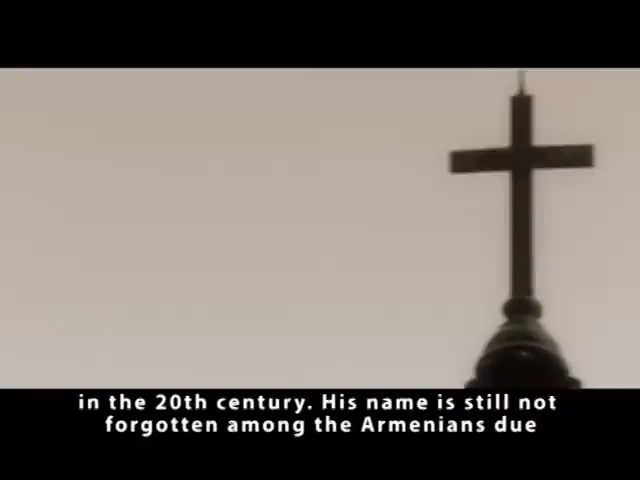 in the 20th century. His name is still not
forgotten among the Armenians due